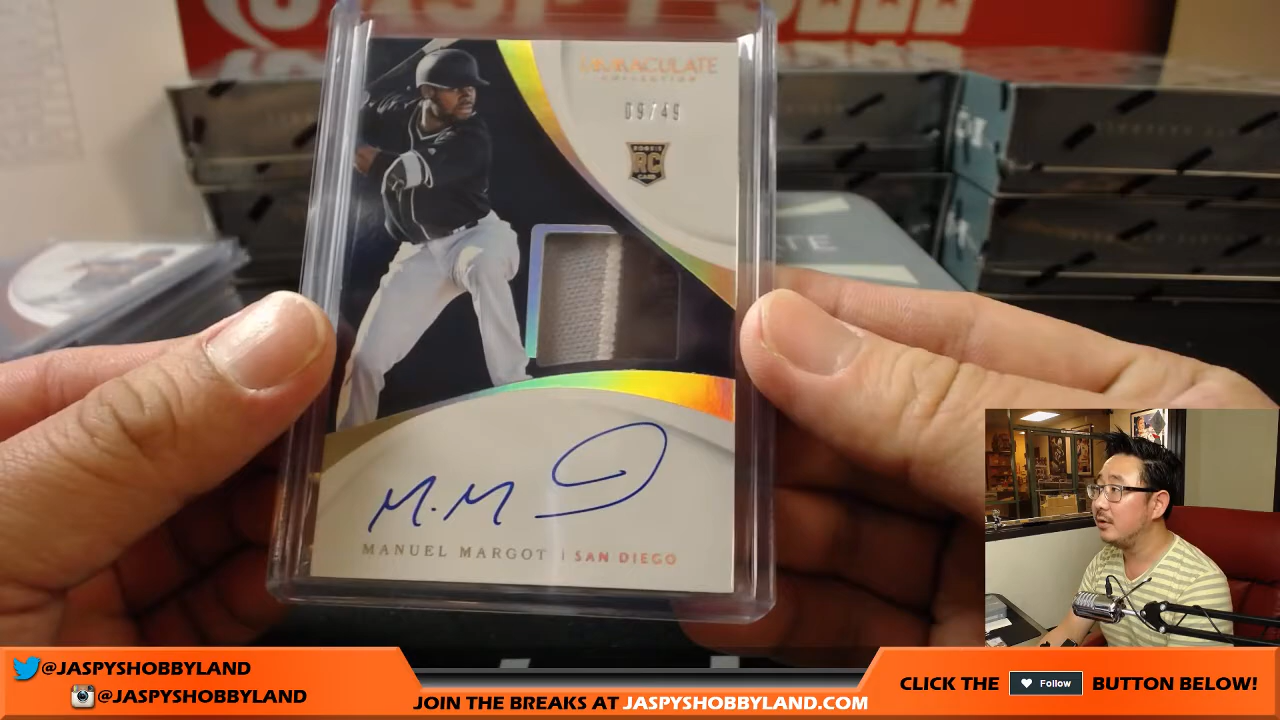 IMMACULATE
COLLECTION
09/49
ROOKIE
RC
CARD
M.M
MANUEL MARGOT | SAN DIEGO
@JASPYSHOBBYLAND
@JASPYSHOBBYLAND
JOIN THE BREAKS AT JASPYSHOBBYLAND.COM
CLICK THE Follow BUTTON BELOW!